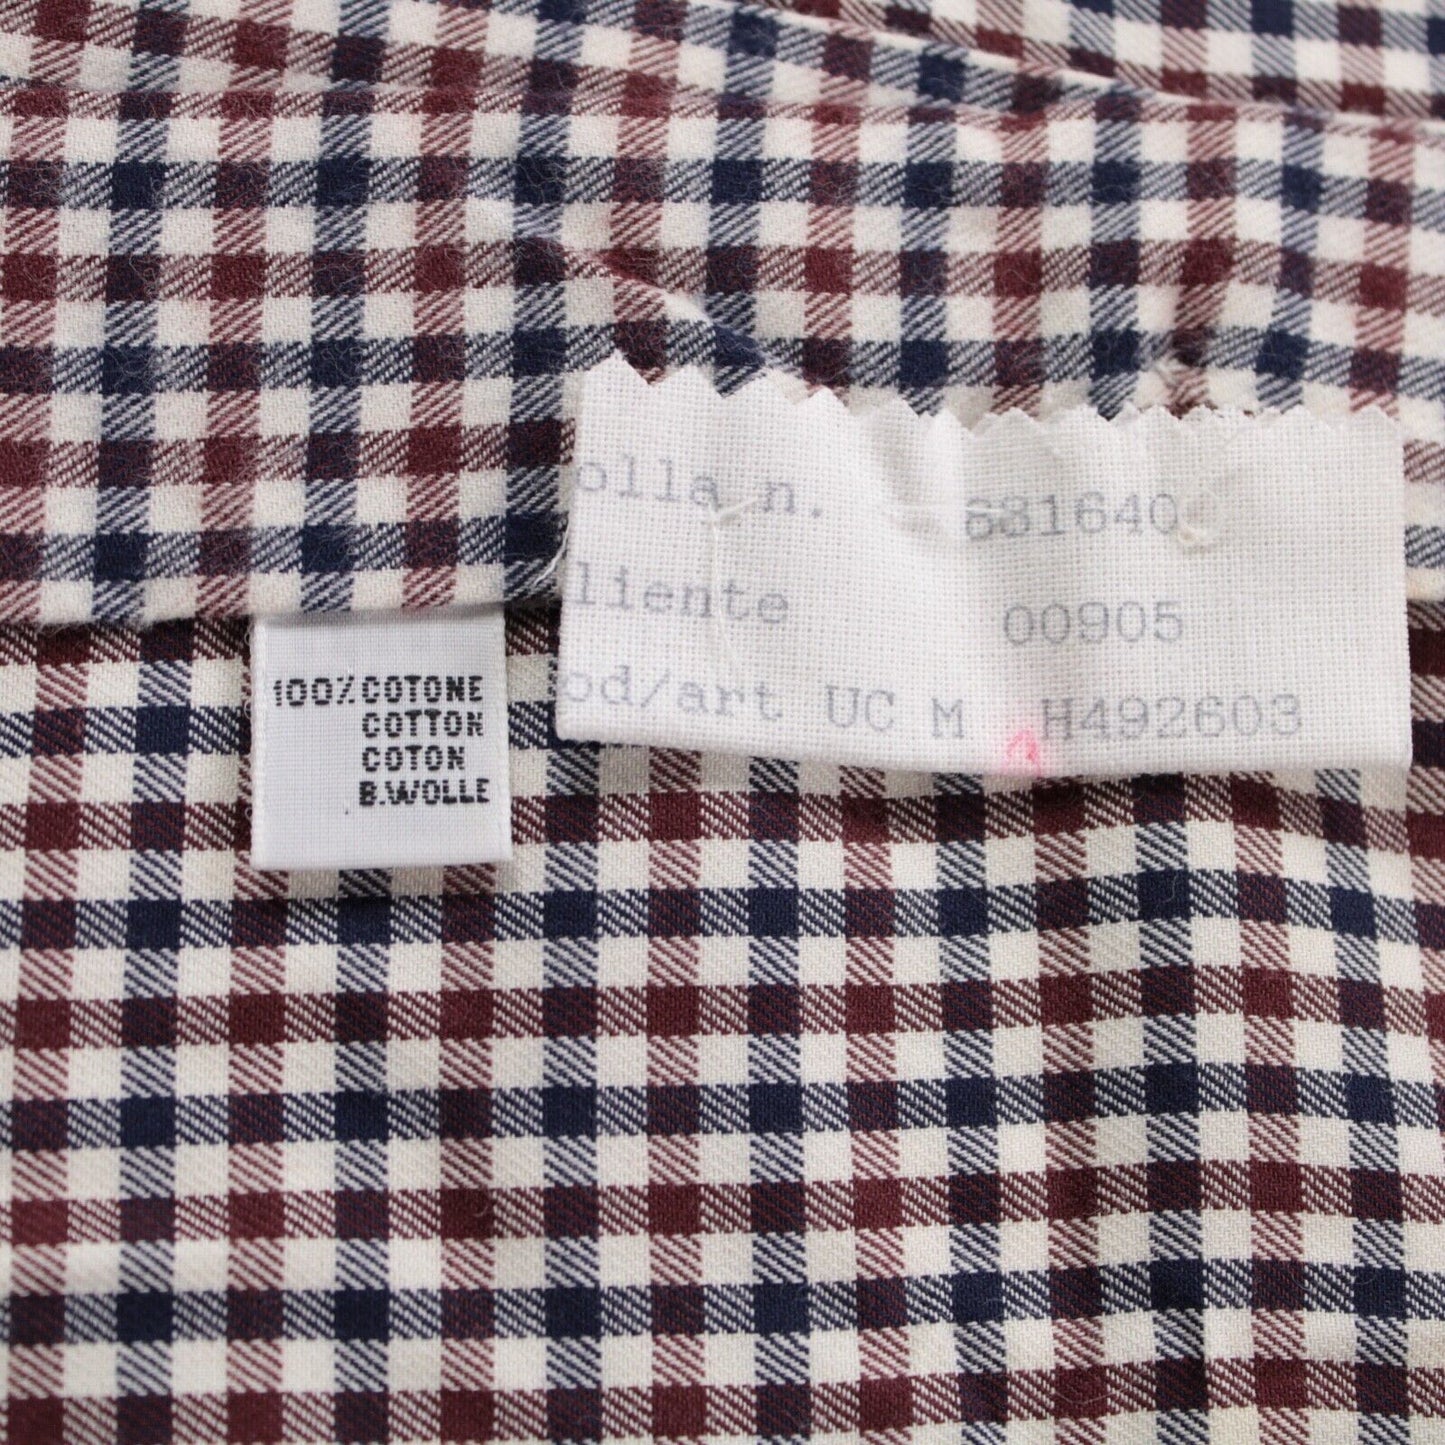 100% COTONE
COTTON
COTON
B.WOLLE
olla n. 681640
liente 00905
od/art UC M H492603